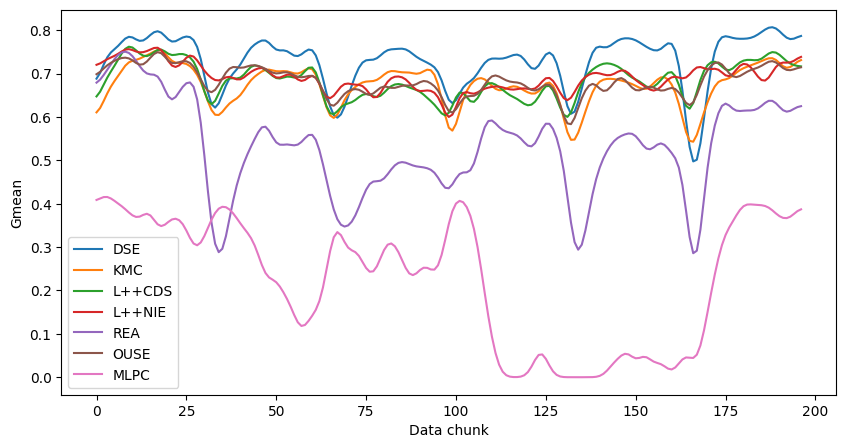 Gmean
0.8
0.7
0.6
0.5
0.4
0.3
0.2
0.1
0.0
DSE
KMC
L++CDS
L++NIE
REA
OUSE
MLPC
0 25 50 75 100 125 150 175 200
Data chunk